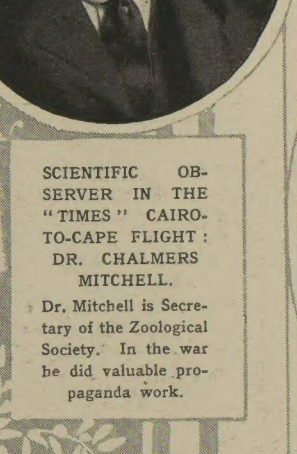 SCIENTIFIC OB-
SERVER IN THE
"TIMES" CAIRO-
TO-CAPE FLIGHT :
DR. CHALMERS
MITCHELL.
Dr. Mitchell is Secre-
tary of the Zoological
Society. In the war
he did valuable pro-
paganda work.